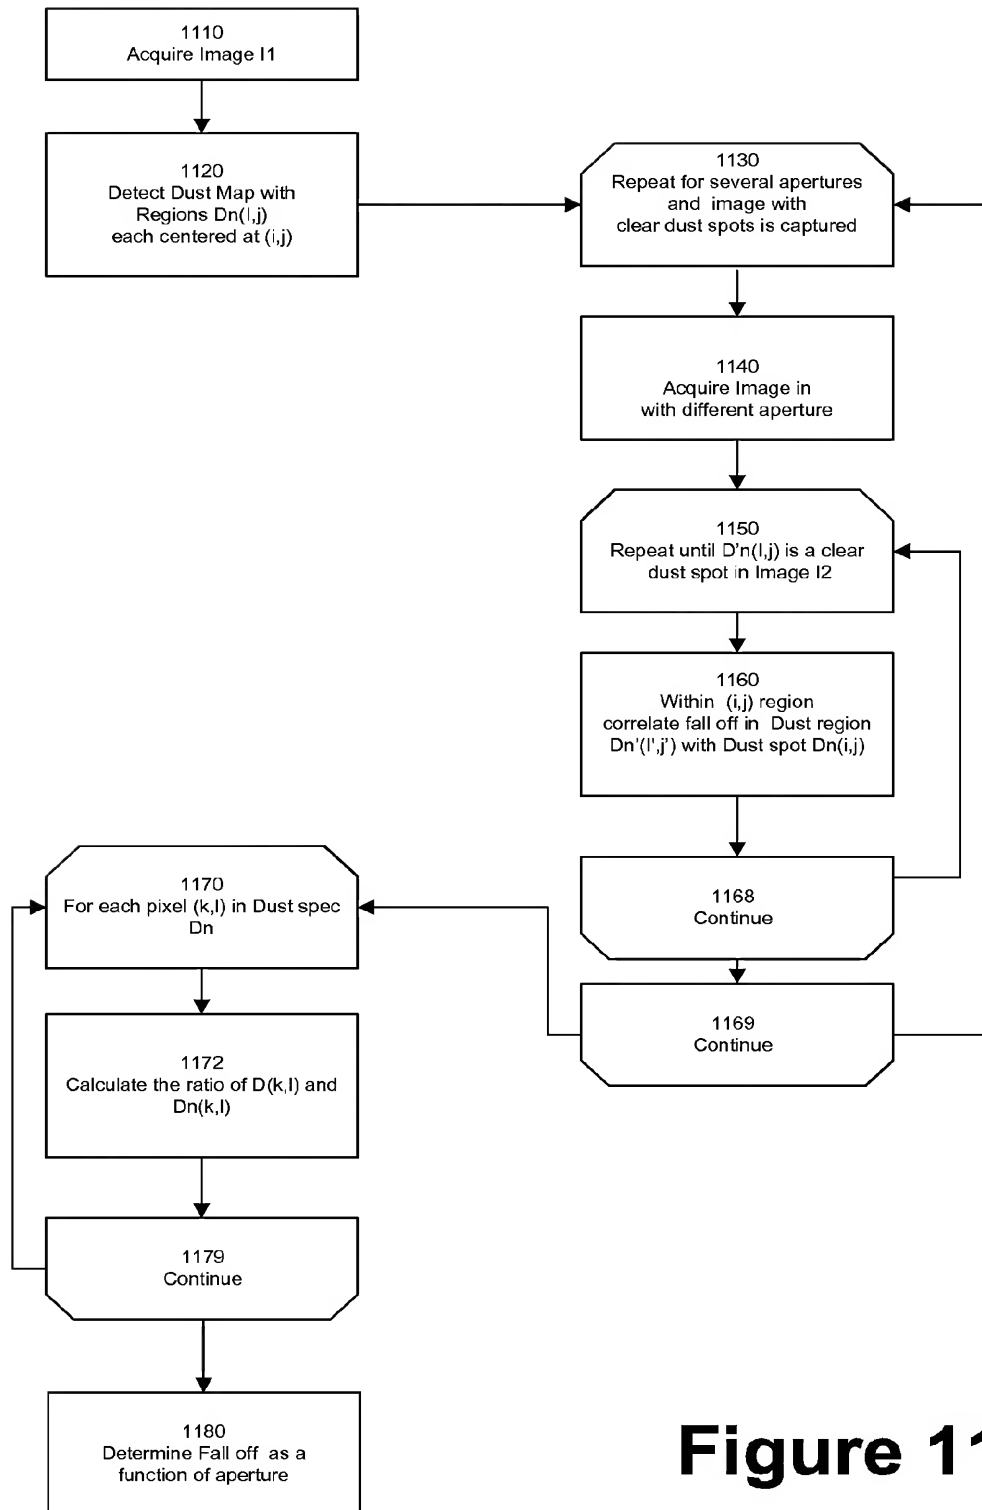 1110
Acquire Image I1
1120
Detect Dust Map with
Regions Dn(I,j)
each centered at (i,j)
1130
Repeat for several apertures
and image with
clear dust spots is captured
1140
Acquire Image in
with different aperture
1150
Repeat until D'n(I,j) is a clear
dust spot in Image I2
1160
Within (i,j) region
correlate fall off in Dust region
Dn'(I',j') with Dust spot Dn(i,j)
1168
Continue
1169
Continue
1170
For each pixel (k,l) in Dust spec
Dn
1172
Calculate the ratio of D(k,l) and
Dn(k,l)
1179
Continue
1180
Determine Fall off as a
function of aperture
Figure 11